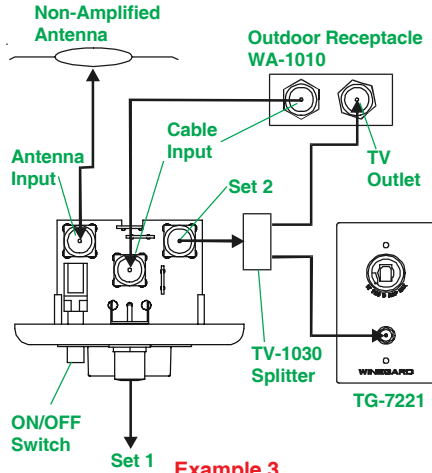 Non-Amplified
Antenna
Outdoor Receptacle
WA-1010
Cable
Input
Antenna
Input
TV
Outlet
Set 2
TV-1030
Splitter
WINEGARD
TG-7221
ON/OFF
Switch
Set 1
Example 3